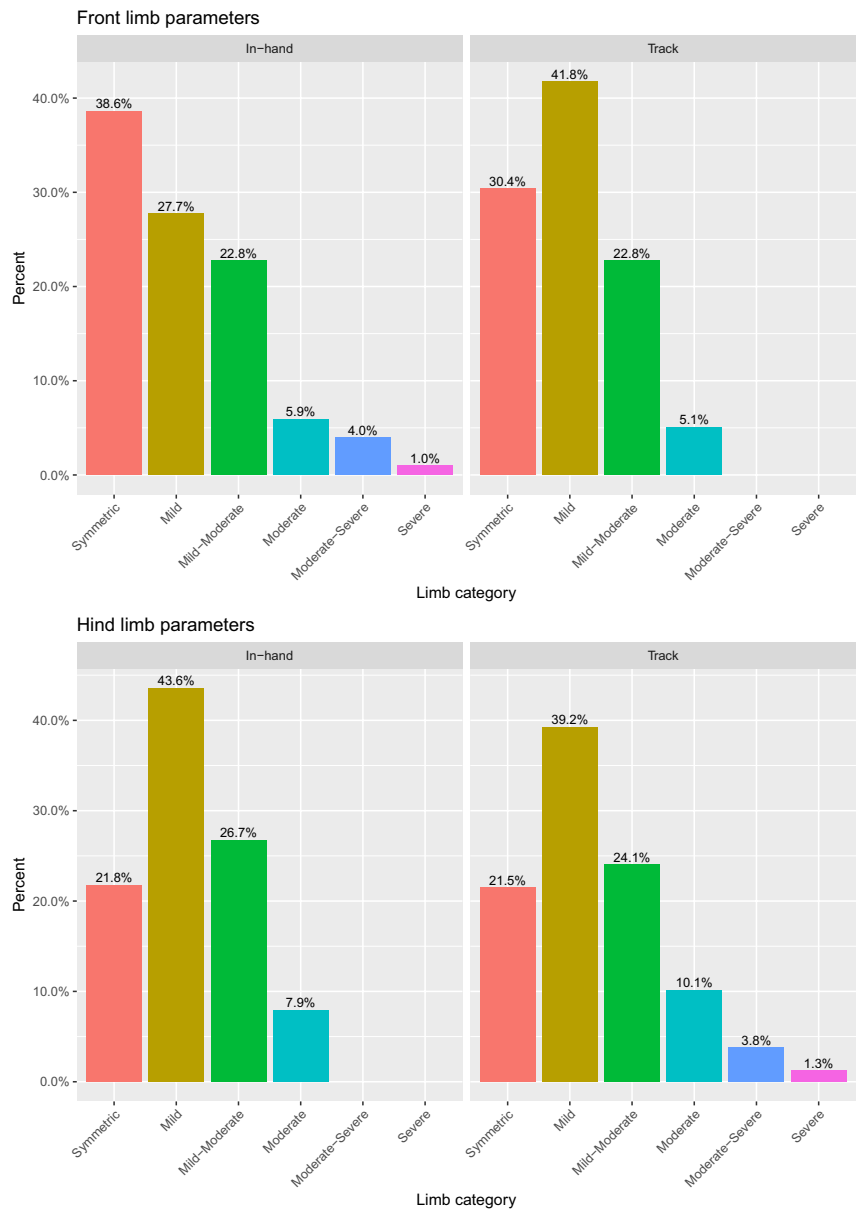 Front limb parameters
In−hand
Track
Percent
40.0%
30.0%
20.0%
10.0%
0.0%
38.6%
27.7%
22.8%
5.9%
4.0%
1.0%
30.4%
41.8%
22.8%
5.1%
Symmetric
Mild
Mild−Moderate
Moderate
Moderate−Severe
Severe
Symmetric
Mild
Mild−Moderate
Moderate
Moderate−Severe
Severe
Limb category
Hind limb parameters
In−hand
Track
Percent
40.0%
30.0%
20.0%
10.0%
0.0%
21.8%
43.6%
26.7%
7.9%
21.5%
39.2%
24.1%
10.1%
3.8%
1.3%
Symmetric
Mild
Mild−Moderate
Moderate
Moderate−Severe
Severe
Symmetric
Mild
Mild−Moderate
Moderate
Moderate−Severe
Severe
Limb category